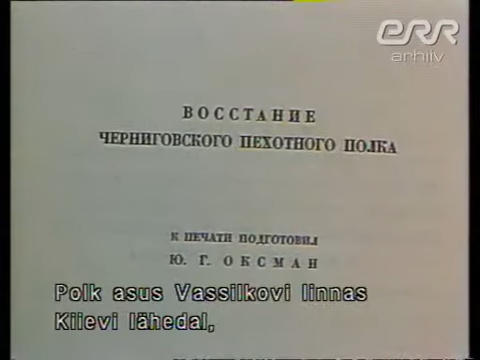 eRR
arhiiv
ВОССТАНИЕ
ЧЕРНИГОВСКОГО ПЕХОТНОГО ПОЛКА
К ПЕЧАТИ ПОДГОТОВИЛ
Ю. Г. ОКСМАН
Polk asus Vassilkovi linnas
Kiievi lähedal,